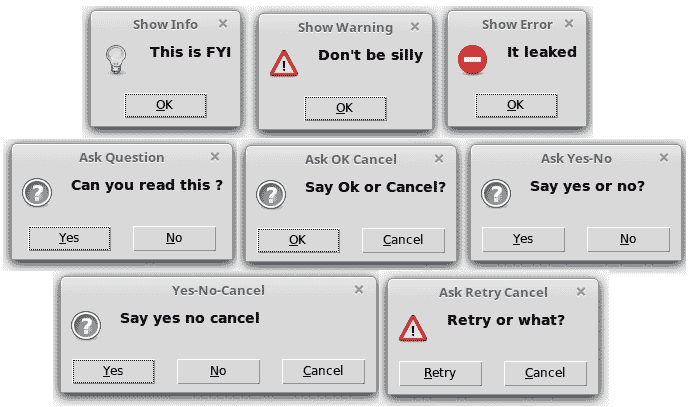 Show Info
This is FYI
OK
Show Warning
Don't be silly
OK
Show Error
It leaked
OK
Ask Question
Can you read this ?
Yes No
Ask OK Cancel
Say Ok or Cancel?
OK Cancel
Ask Yes-No
Say yes or no?
Yes No
Yes-No-Cancel
Say yes no cancel
Yes No Cancel
Ask Retry Cancel
Retry or what?
Retry Cancel